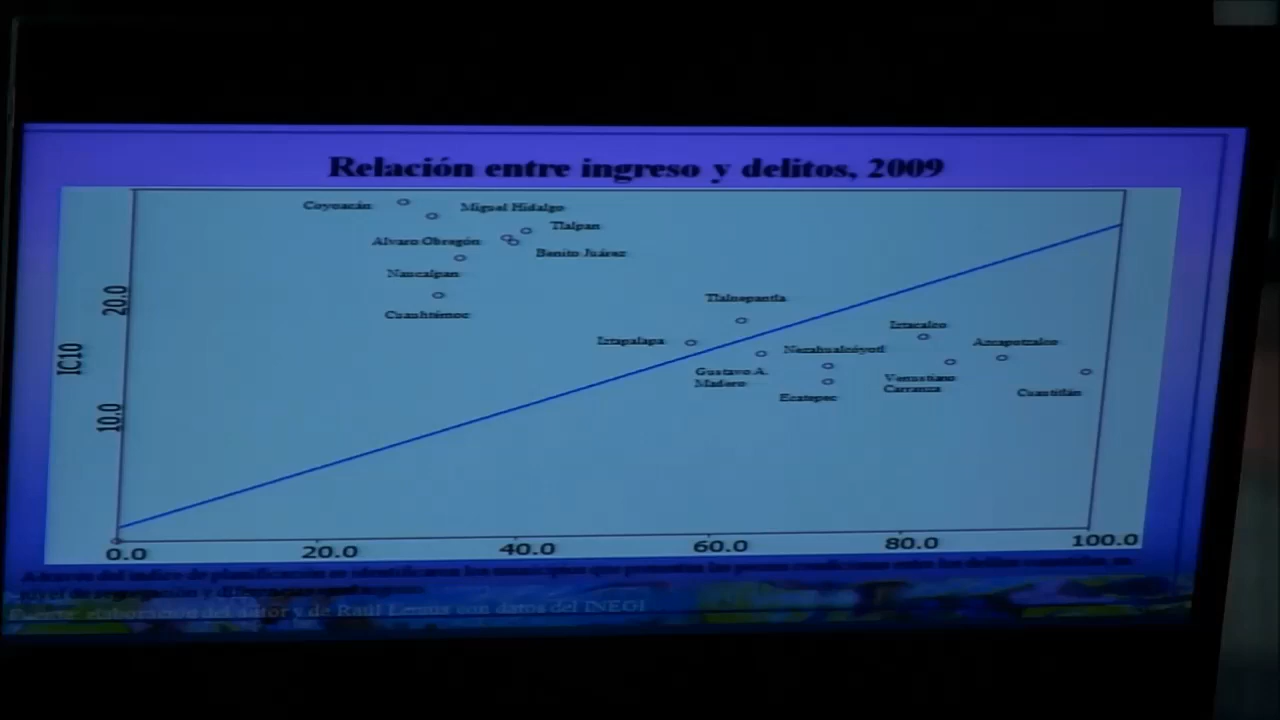 Relación entre ingreso y delitos, 2009
Coyoacán
Miguel Hidalgo
Tlalpan
Alvaro Obregón
Benito Juárez
Naucalpan
20.0
Tlalnepantla
Cuauhtémoc
Iztacalco
Iztapalapa
Azcapotzalco
IC10
Nezahualcóyotl
Gustavo A.
Madero
Venustiano
Carranza
Ecatepec
Cuautitlán
10.0
0.0 20.0 40.0 60.0 80.0 100.0
Fuente: elaboración del autor y de Raúl Lemus con datos del INEGI